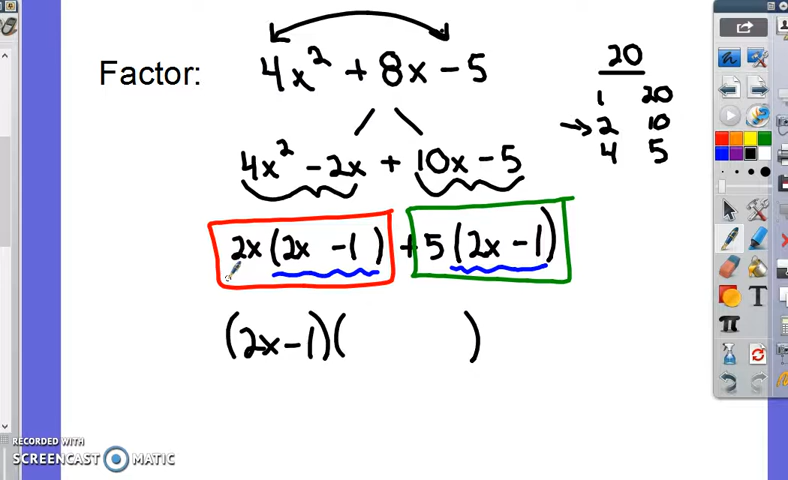 Factor: 4x² + 8x - 5
20
1 20
→ 2 10
4 5
4x² - 2x + 10x - 5
2x (2x - 1) + 5 (2x - 1)
(2x - 1)( )
RECORDED WITH
SCREENCAST MATIC
T
π